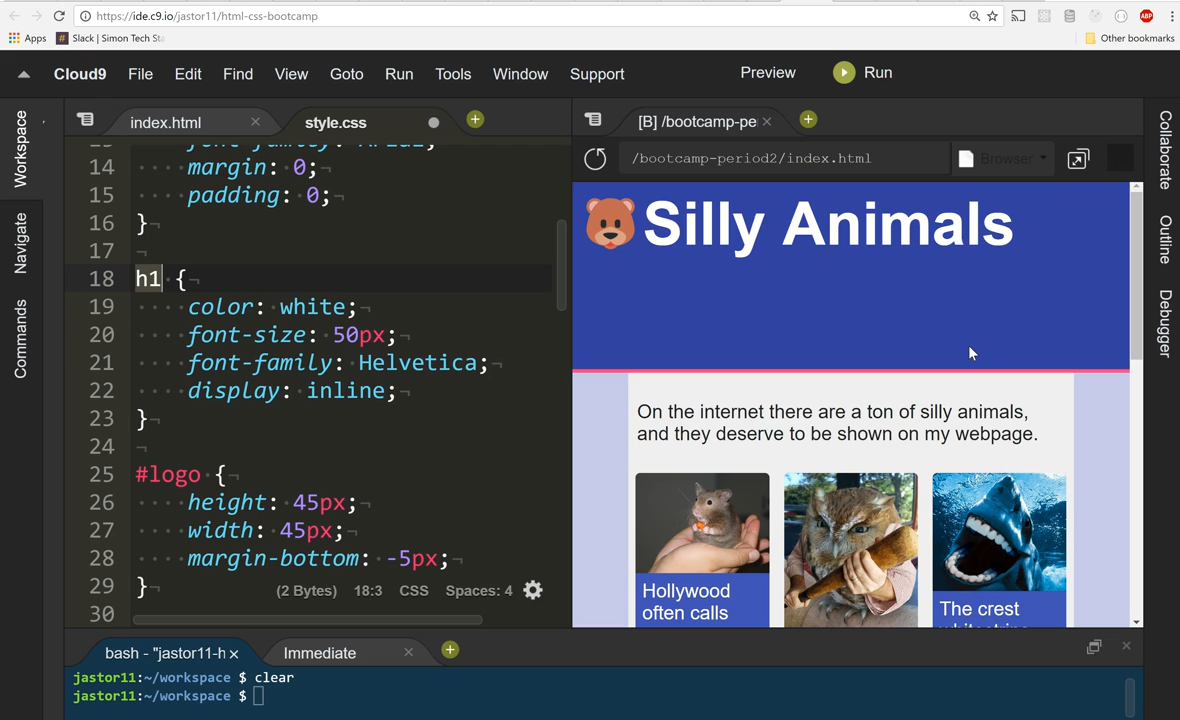 https://ide.c9.io/jastor11/html-css-bootcamp
Apps
Slack | Simon Tech St
Other bookmarks
Cloud9 File Edit Find View Goto Run Tools Window Support Preview Run
Workspace
Navigate
Commands
index.html
style.css
14 margin: 0;
15 padding: 0;
16 }
17
18 h1 {
19 color: white;
20 font-size: 50px;
21 font-family: Helvetica;
22 display: inline;
23 }
24
25 #logo {
26 height: 45px;
27 width: 45px;
28 margin-bottom: -5px;
29 }
30
(2 Bytes) 18:3 CSS Spaces: 4
[B] /bootcamp-pe
/bootcamp-period2/index.html
Browser
Silly Animals
On the internet there are a ton of silly animals,
and they deserve to be shown on my webpage.
Hollywood
often calls
The crest
Collaborate
Outline
Debugger
bash - "jastor11-h
Immediate
jastor11:~/workspace $ clear
jastor11:~/workspace $
ABP